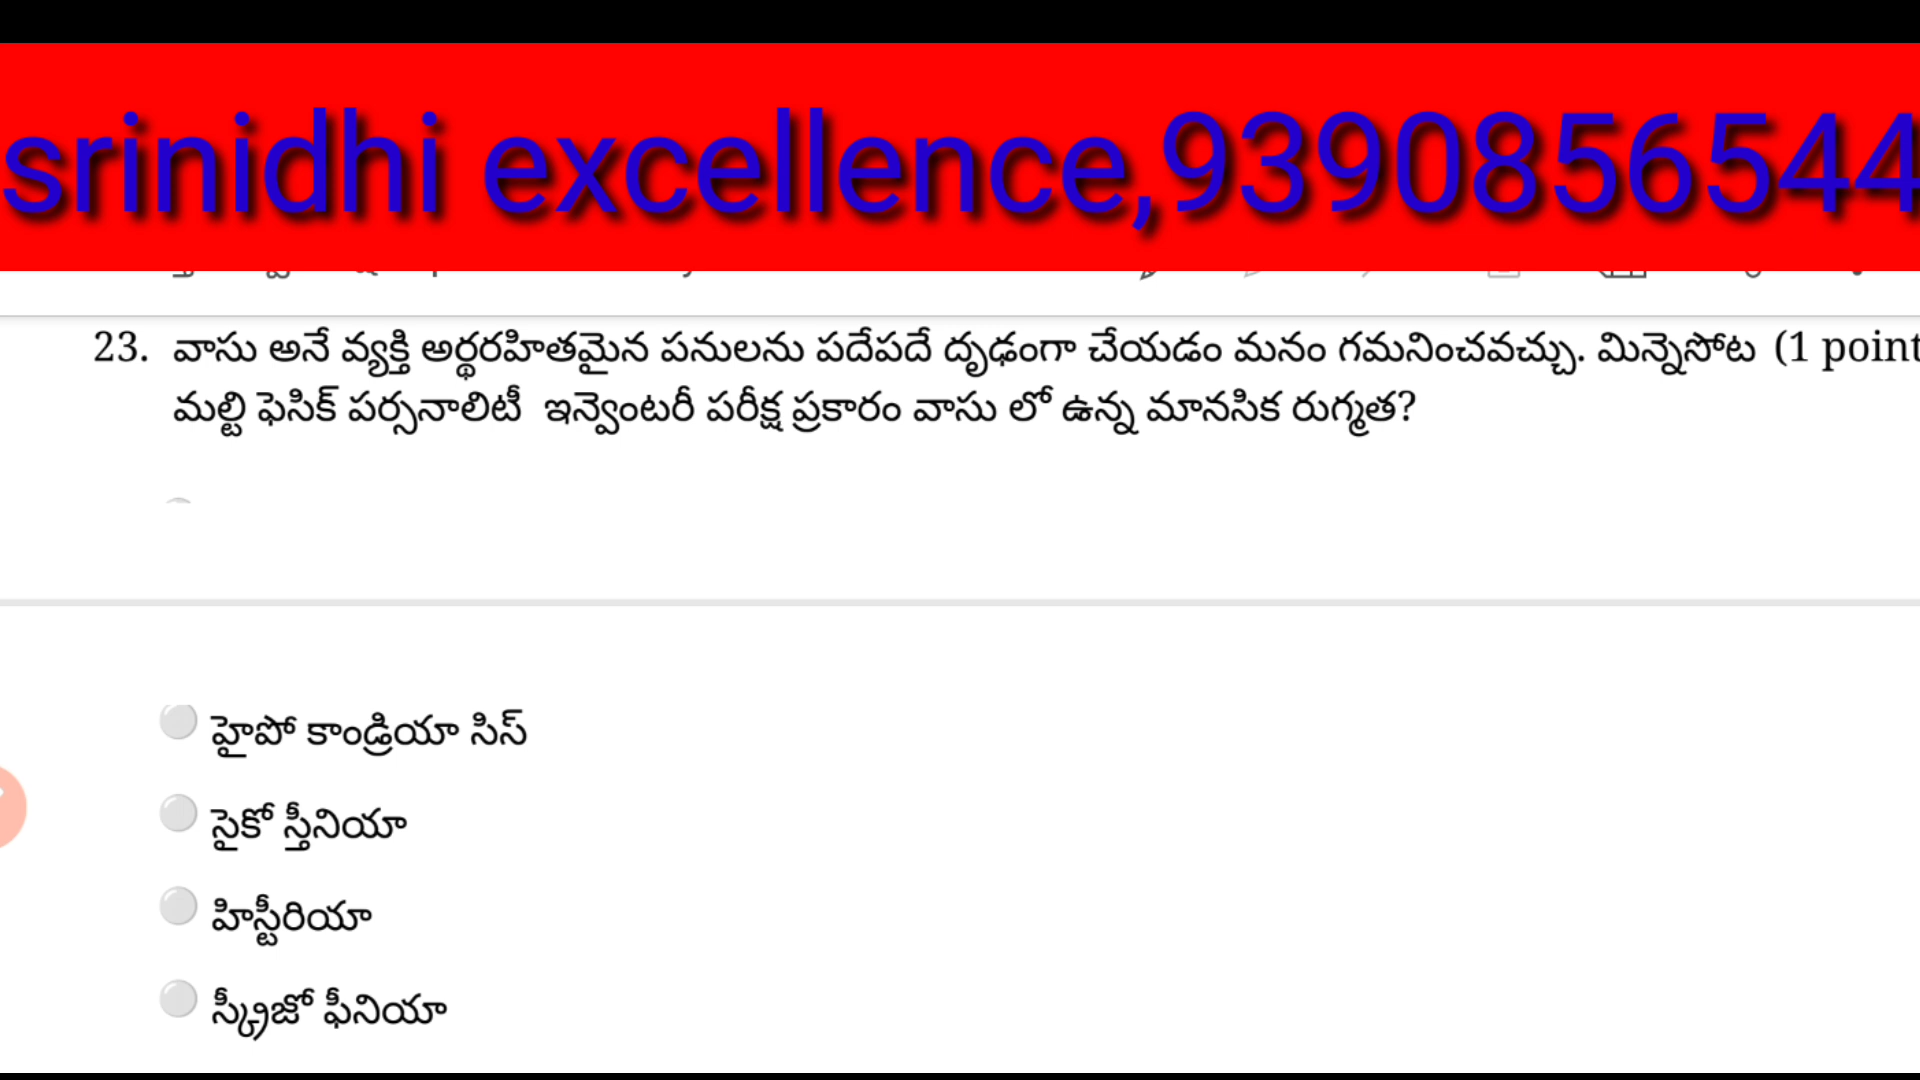 srinidhi excellence,9390856544
23. వాసు అనే వ్యక్తి అర్థరహితమైన పనులను పదేపదే దృఢంగా చేయడం మనం గమనించవచ్చు. మిన్నెసోట (1 point
మల్టి ఫెసిక్ పర్సనాలిటీ ఇన్వెంటరీ పరీక్ష ప్రకారం వాసు లో ఉన్న మానసిక రుగ్మత?
హైపో కాండ్రియా సిస్
సైకో స్తీనియా
హిస్టీరియా
స్క్రీజో ఫీనియా